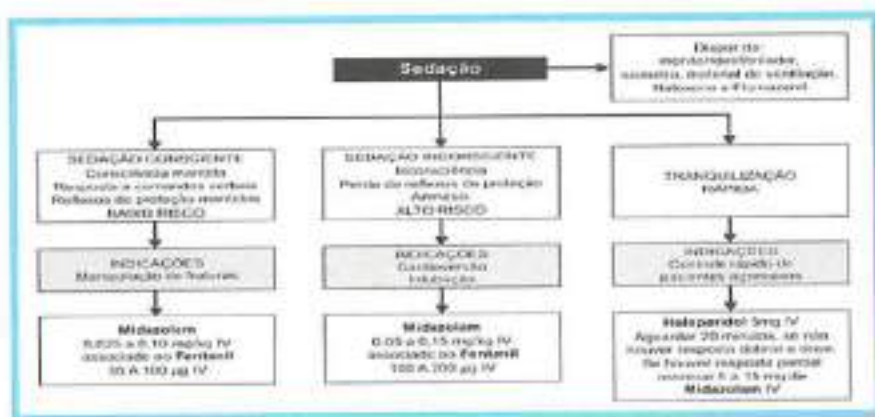 Sedação
Dispor de
monitor/desfibrilador,
oxímetro, material de ventilação,
Naloxona e Flumazenil
SEDAÇÃO CONSCIENTE
Consciência mantida
Resposta a comandos verbais
Reflexos de proteção mantidos
BAIXO RISCO
SEDAÇÃO INCONSCIENTE
Inconsciência
Perda de reflexos de proteção
Amnésia
ALTO RISCO
TRANQUILIZAÇÃO
RÁPIDA
INDICAÇÕES
Manipulação de fraturas
INDICAÇÕES
Cardioversão
Intubação
INDICAÇÕES
Controle rápido de
pacientes agressivos
Midazolam
0,025 a 0,10 mg/kg IV
associado ao Fentanil
50 A 100 µg IV
Midazolam
0,05 a 0,15 mg/kg IV
associado ao Fentanil
100 A 200 µg IV
Haloperidol 5mg IV
Aguardar 20 minutos, se não
houver resposta dobrar a dose.
Se houver resposta parcial
5 a 15 mg de
Midazolam IV